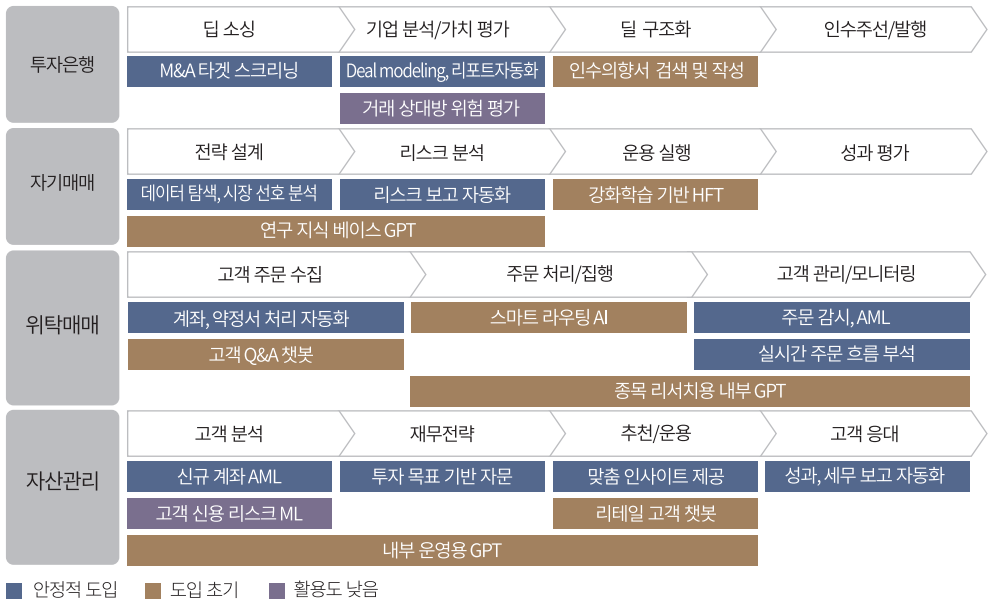 투자은행
딥 소싱
기업 분석/가치 평가
딜 구조화
인수주선/발행
M&A 타겟 스크리닝
Deal modeling, 리포트자동화
인수의향서 검색 및 작성
거래 상대방 위험 평가
자기매매
전략 설계
리스크 분석
운용 실행
성과 평가
데이터 탐색, 시장 선호 분석
리스크 보고 자동화
강화학습 기반 HFT
연구 지식 베이스 GPT
위탁매매
고객 주문 수집
주문 처리/집행
고객 관리/모니터링
계좌, 약정서 처리 자동화
스마트 라우팅 AI
주문 감시, AML
고객 Q&A 챗봇
실시간 주문 흐름 부석
종목 리서치용 내부 GPT
자산관리
고객 분석
재무전략
추천/운용
고객 응대
신규 계좌 AML
투자 목표 기반 자문
맞춤 인사이트 제공
성과, 세무 보고 자동화
고객 신용 리스크 ML
리테일 고객 챗봇
내부 운영용 GPT
안정적 도입
도입 초기
활용도 낮음